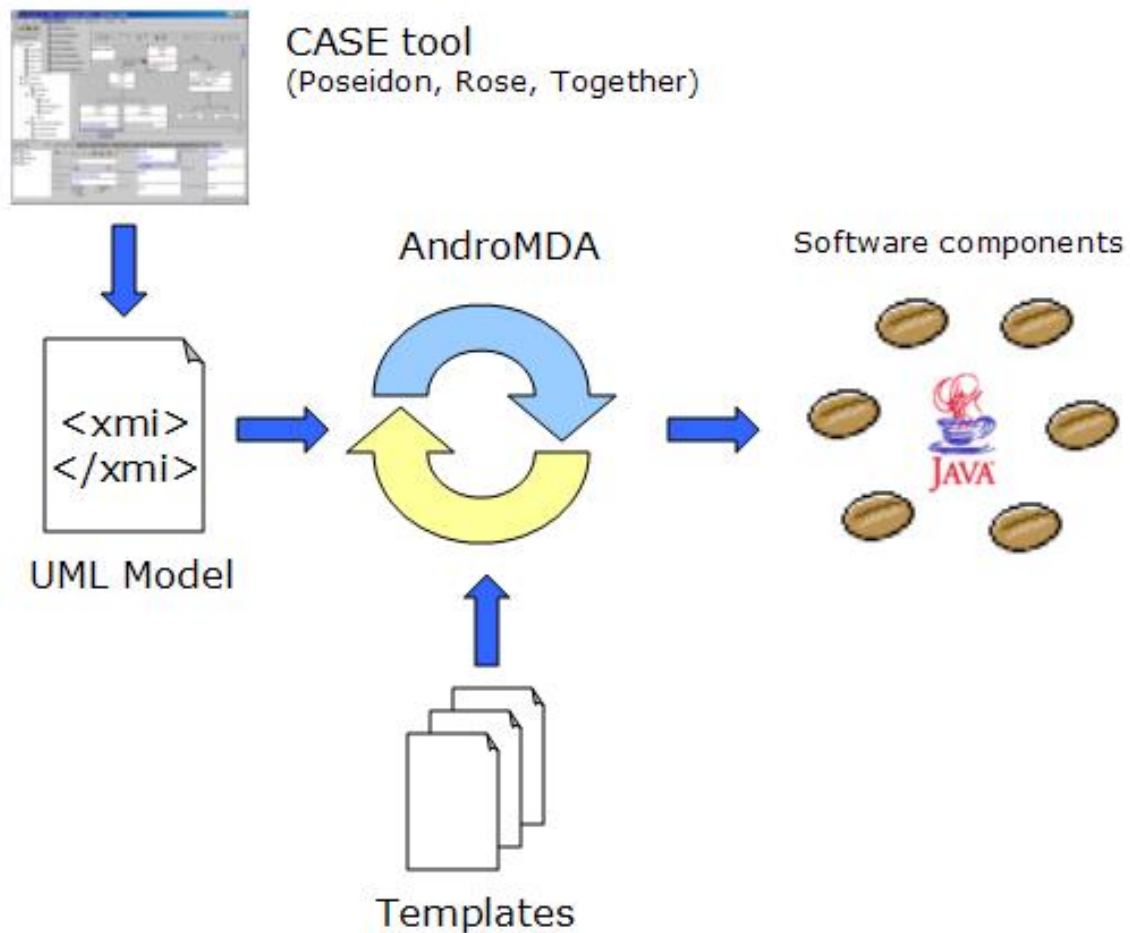 CASE tool
(Poseidon, Rose, Together)
AndroMDA
Software components
<xmi>
</xmi>
JAVA
UML Model
Templates